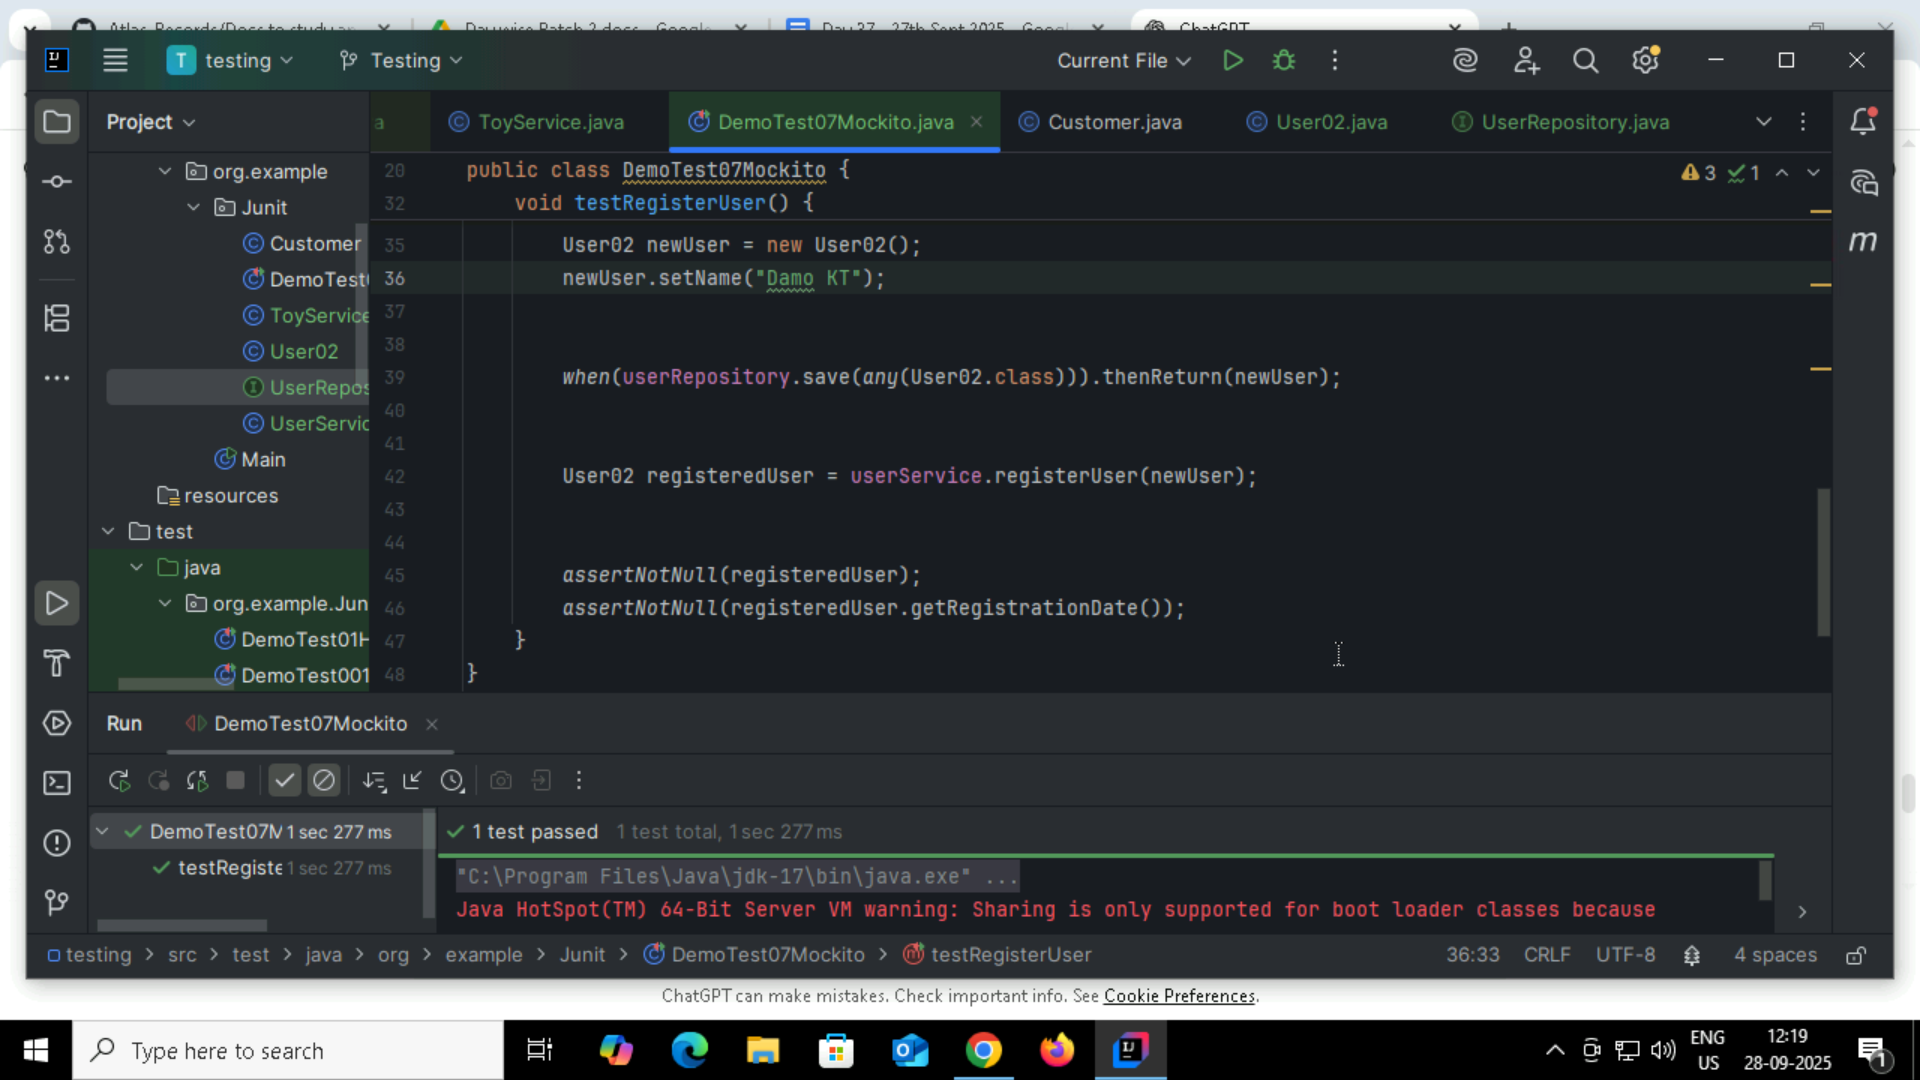 ChatGPT
T testing
Testing
Current File
Project
a
ToyService.java
DemoTest07Mockito.java
Customer.java
User02.java
UserRepository.java
org.example
Junit
Customer
DemoTest
ToyService
User02
UserRepos
UserServic
Main
resources
test
java
org.example.Jun
DemoTest01H
DemoTest001
20 public class DemoTest07Mockito {
3 1
32 void testRegisterUser() {
35 User02 newUser = new User02();
36 newUser.setName("Damo KT");
37
38
39 when(userRepository.save(any(User02.class))).thenReturn(newUser);
40
41
42 User02 registeredUser = userService.registerUser(newUser);
43
44
45 assertNotNull(registeredUser);
46 assertNotNull(registeredUser.getRegistrationDate());
47 }
48 }
m
Run
DemoTest07Mockito
DemoTest07M 1 sec 277 ms
testRegiste 1 sec 277 ms
1 test passed 1 test total, 1 sec 277 ms
"C:\Program Files\Java\jdk-17\bin\java.exe" ...
Java HotSpot(TM) 64-Bit Server VM warning: Sharing is only supported for boot loader classes because
testing > src > test > java > org > example > Junit > DemoTest07Mockito > testRegisterUser
36:33 CRLF UTF-8 4 spaces
ChatGPT can make mistakes. Check important info. See Cookie Preferences.
Type here to search
ENG
US
12:19
28-09-2025
1